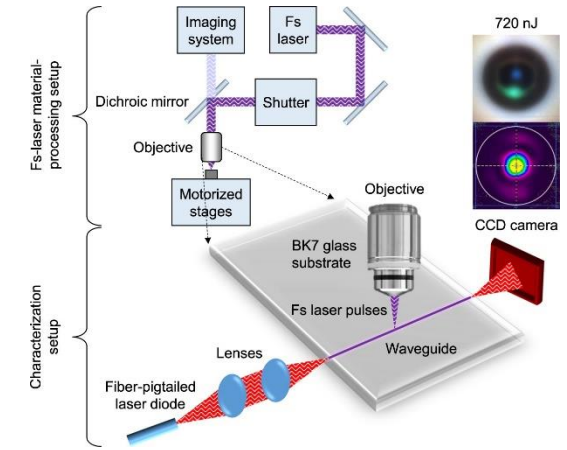 Imaging
system
Fs
laser
720 nJ
Dichroic mirror
Shutter
Fs-laser material-
processing setup
Objective
Motorized
stages
Objective
CCD camera
BK7 glass
substrate
Fs laser pulses
Characterization
setup
Waveguide
Lenses
Fiber-pigtailed
laser diode